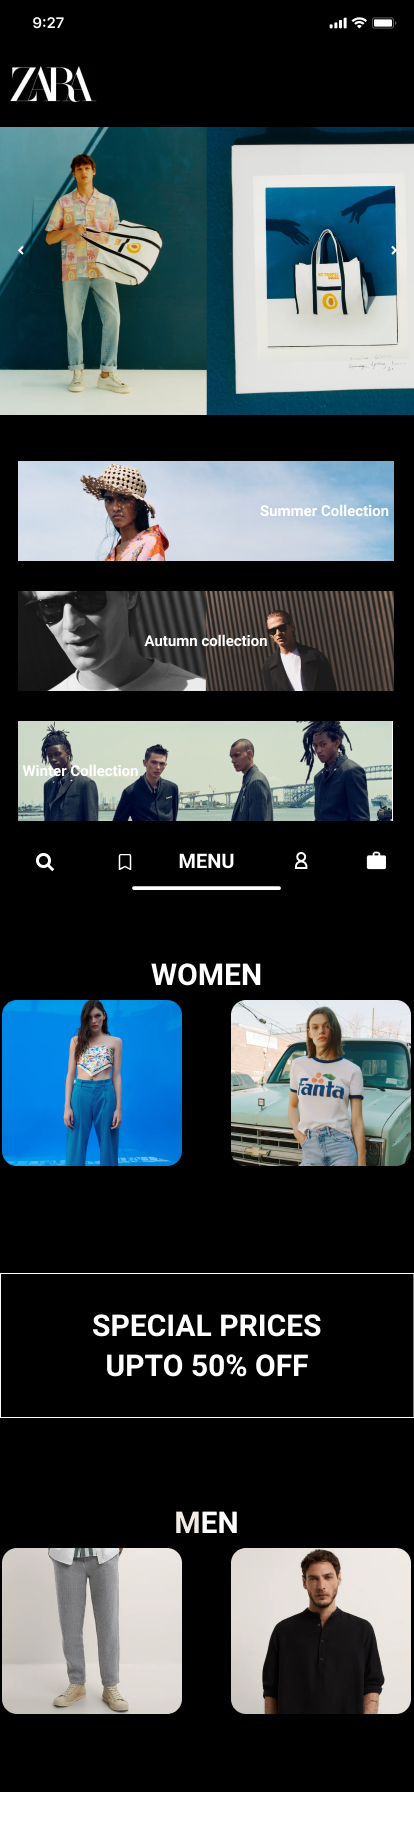 9:27
ZARA
Summer Collection
Autumn collection
Winter Collection
MENU
WOMEN
Fanta
SPECIAL PRICES
UPTO 50% OFF
MEN